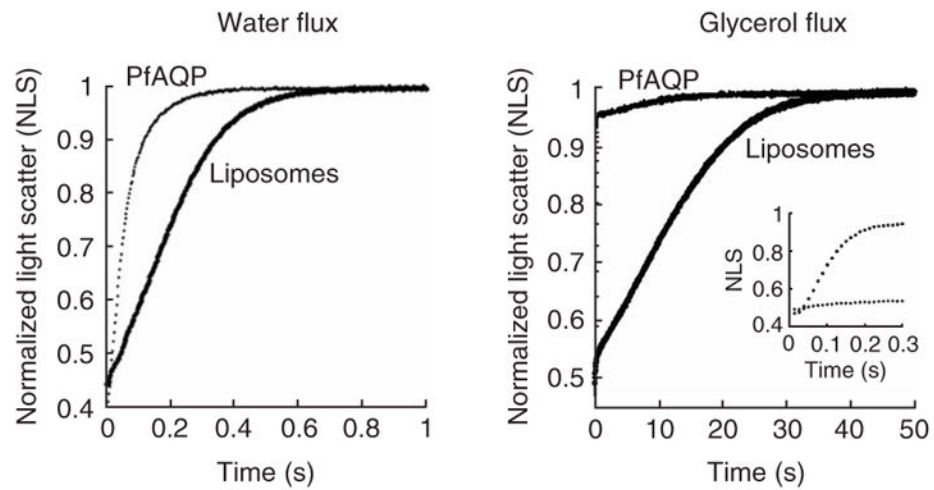 Water flux
Normalized light scatter (NLS)
1
0.9
0.8
0.7
0.6
0.5
0.4
PfAQP
Liposomes
0
0.2
0.4
0.6
0.8
1
Time (s)
Glycerol flux
Normalized light scatter (NLS)
1
0.9
0.8
0.7
0.6
0.5
PfAQP
Liposomes
NLS
1
0.8
0.6
0.4
0
0.1
0.2
0.3
Time (s)
0
10
20
30
40
50
Time (s)